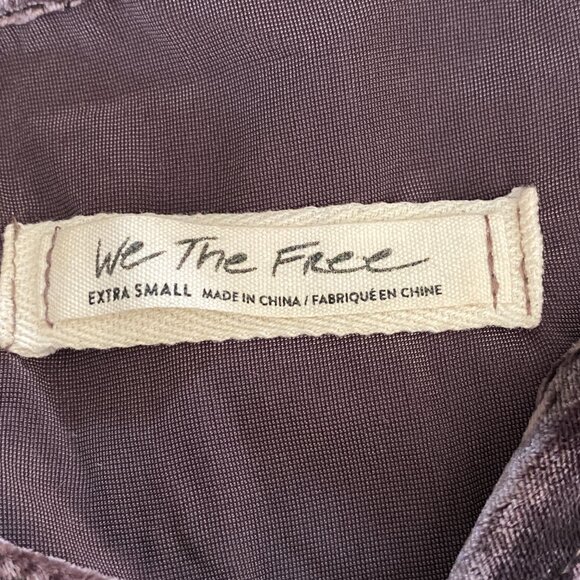 We The Free
EXTRA SMALL MADE IN CHINA / FABRIQUÉ EN CHINE